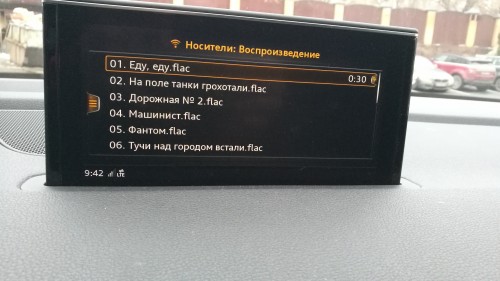 Носители: Воспроизведение
01. Еду, еду.flac 0:30
02. На поле танки грохотали.flac
03. Дорожная № 2.flac
04. Машинист.flac
05. Фантом.flac
06. Тучи над городом встали.flac
9:42 LTE